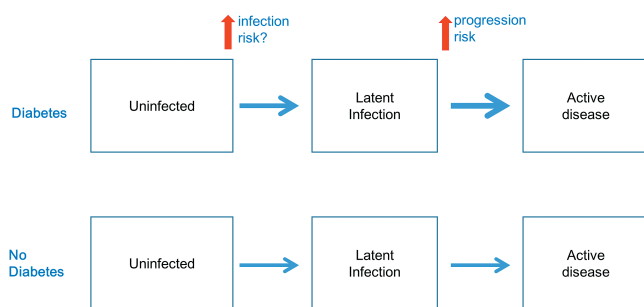 infection
risk?
progression
risk
Diabetes
Uninfected
Latent
Infection
Active
disease
No
Diabetes
Uninfected
Latent
Infection
Active
disease